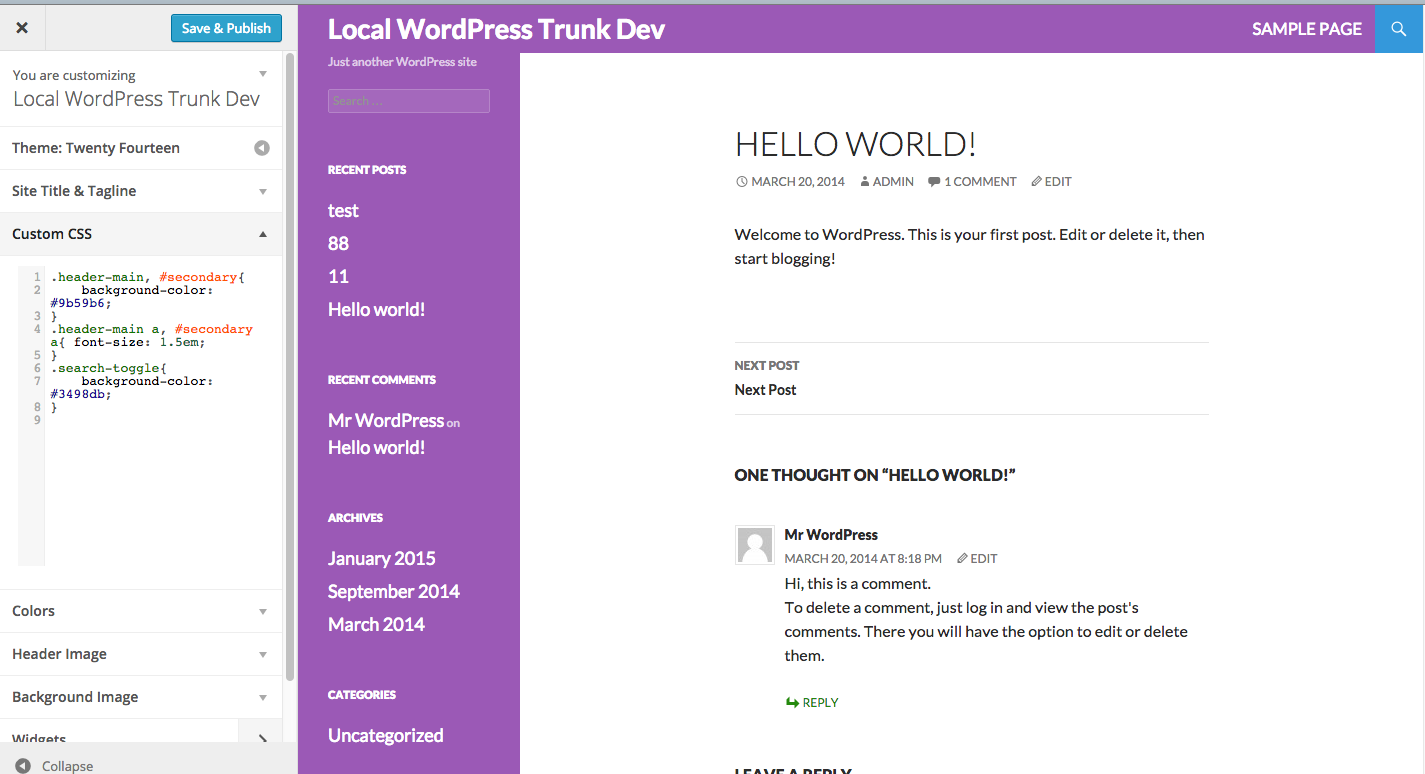 Save & Publish
You are customizing
Local WordPress Trunk Dev
Theme: Twenty Fourteen
Site Title & Tagline
Custom CSS
1 .header-main, #secondary{
2 background-color:
#9b59b6;
3 }
4 .header-main a, #secondary
a{ font-size: 1.5em;
5 }
6 .search-toggle{
7 background-color:
#3498db;
8 }
9
Colors
Header Image
Background Image
Widgets
Collapse
Local WordPress Trunk Dev
SAMPLE PAGE
Just another WordPress site
Search ...
RECENT POSTS
test
88
11
Hello world!
RECENT COMMENTS
Mr WordPress on
Hello world!
ARCHIVES
January 2015
September 2014
March 2014
CATEGORIES
Uncategorized
HELLO WORLD!
MARCH 20, 2014 ADMIN 1 COMMENT EDIT
Welcome to WordPress. This is your first post. Edit or delete it, then
start blogging!
NEXT POST
Next Post
ONE THOUGHT ON “HELLO WORLD!”
Mr WordPress
MARCH 20, 2014 AT 8:18 PM EDIT
Hi, this is a comment.
To delete a comment, just log in and view the post's
comments. There you will have the option to edit or delete
them.
REPLY
LEAVE A REPLY